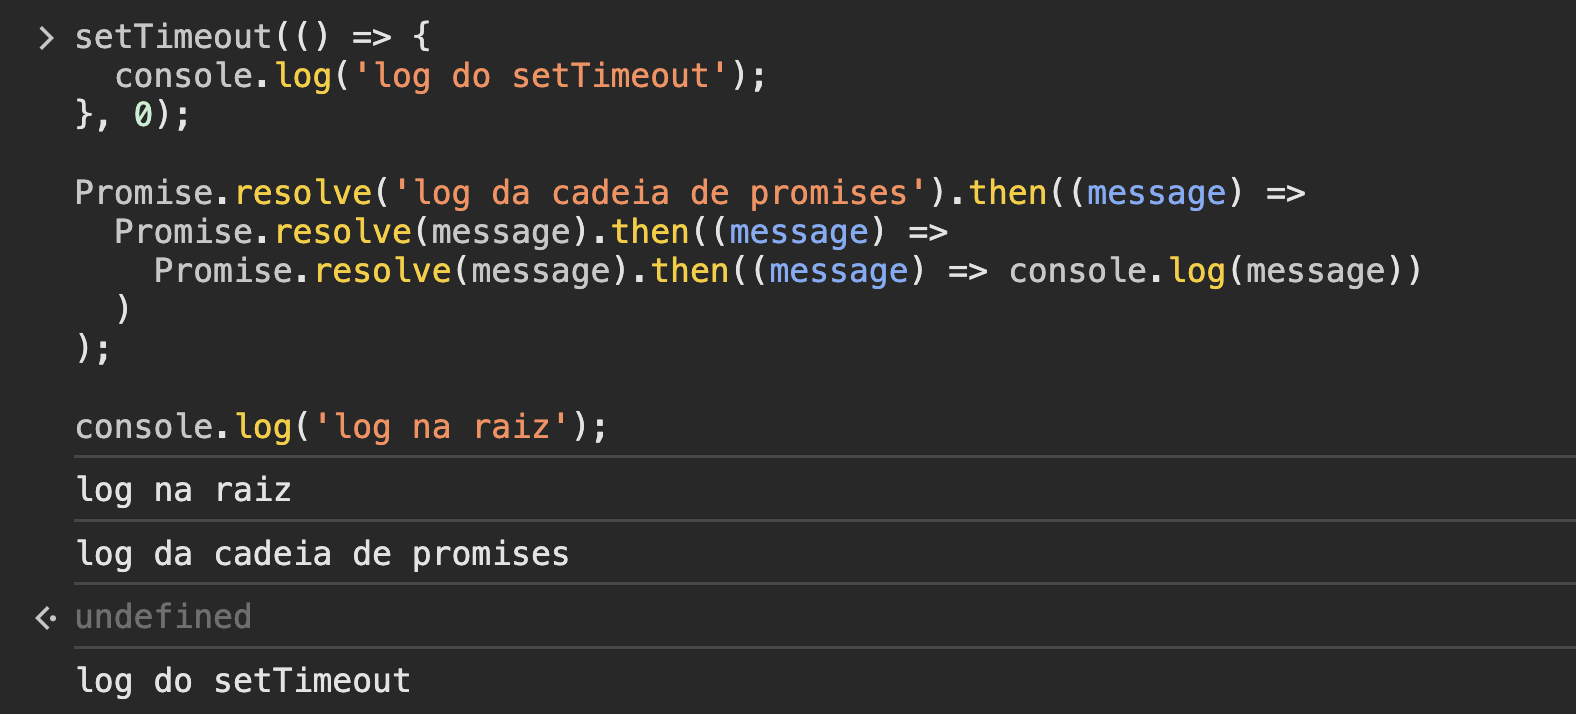 > setTimeout(() => {
  console.log('log do setTimeout');
}, 0);

Promise.resolve('log da cadeia de promises').then((message) =>
  Promise.resolve(message).then((message) =>
    Promise.resolve(message).then((message) => console.log(message))
  )
);

console.log('log na raiz');
log na raiz
log da cadeia de promises
undefined
log do setTimeout